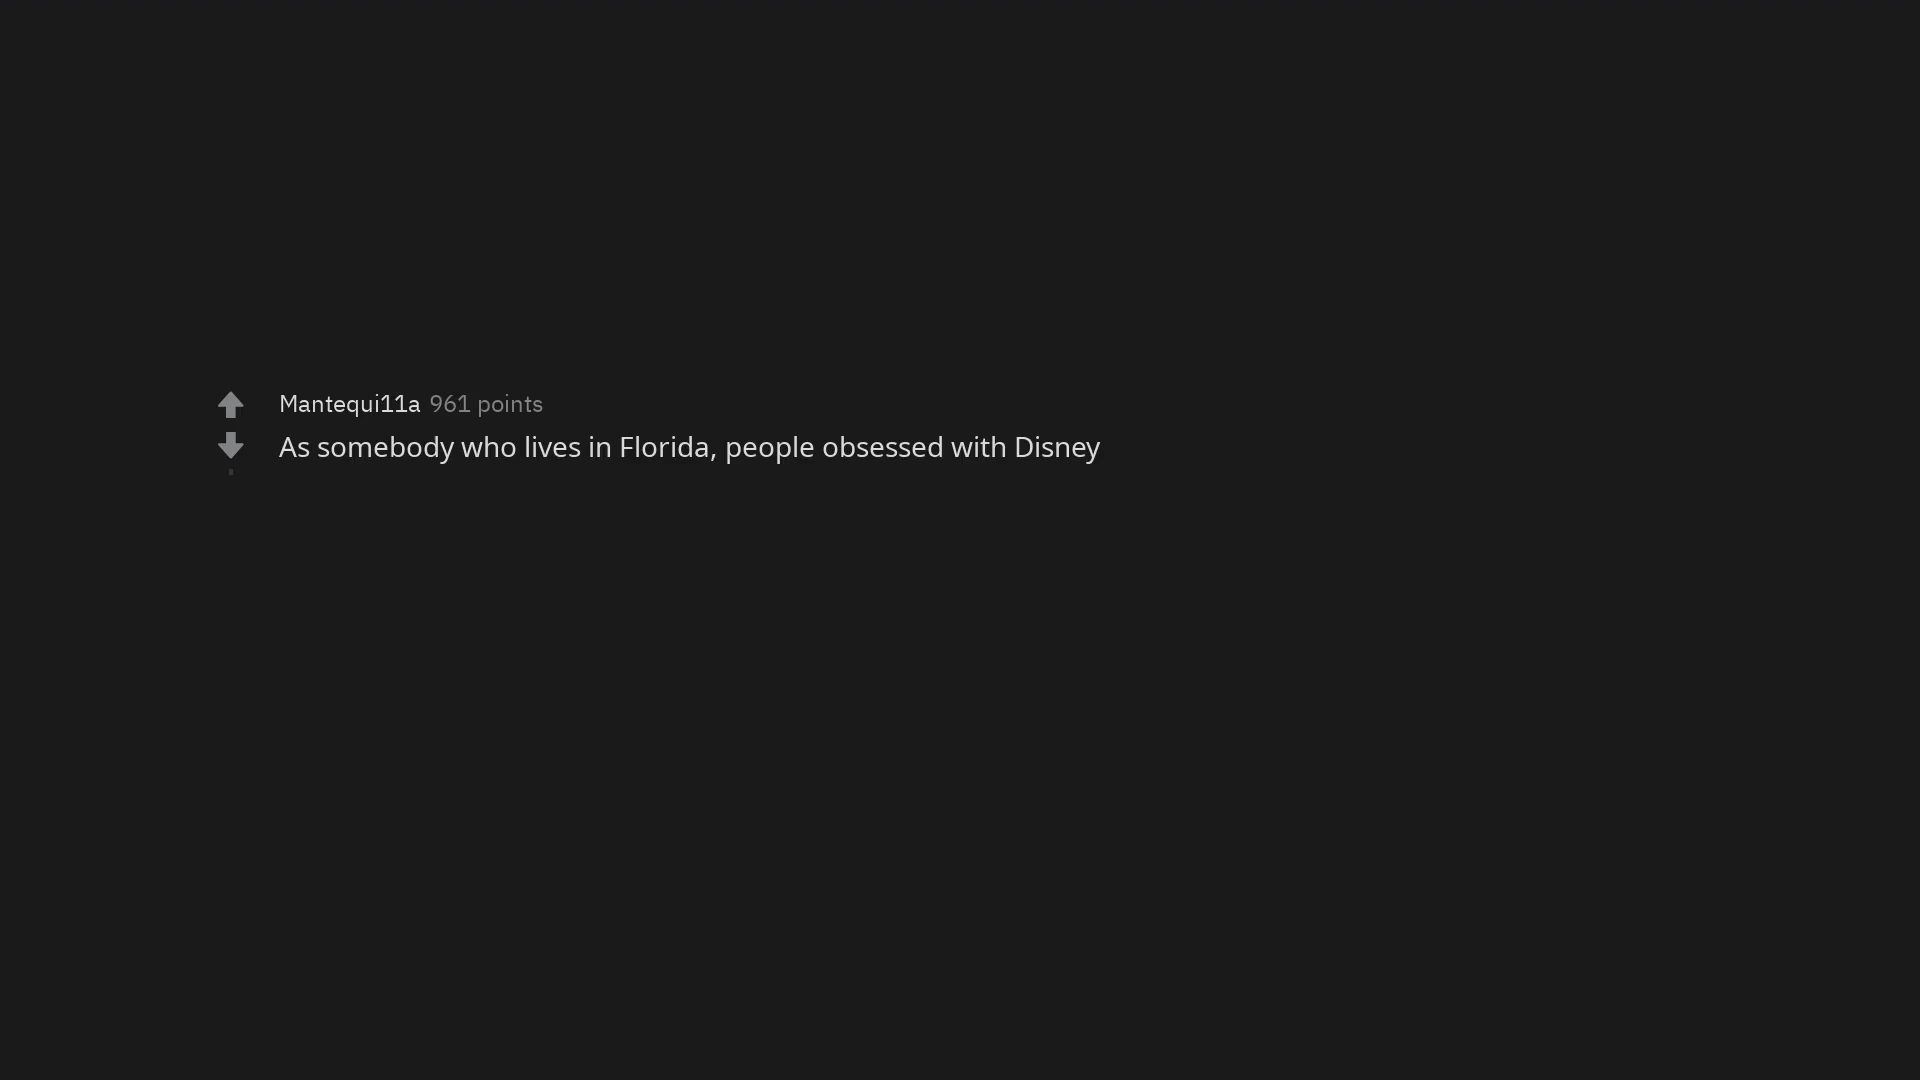 Mantequi11a 961 points
As somebody who lives in Florida, people obsessed with Disney